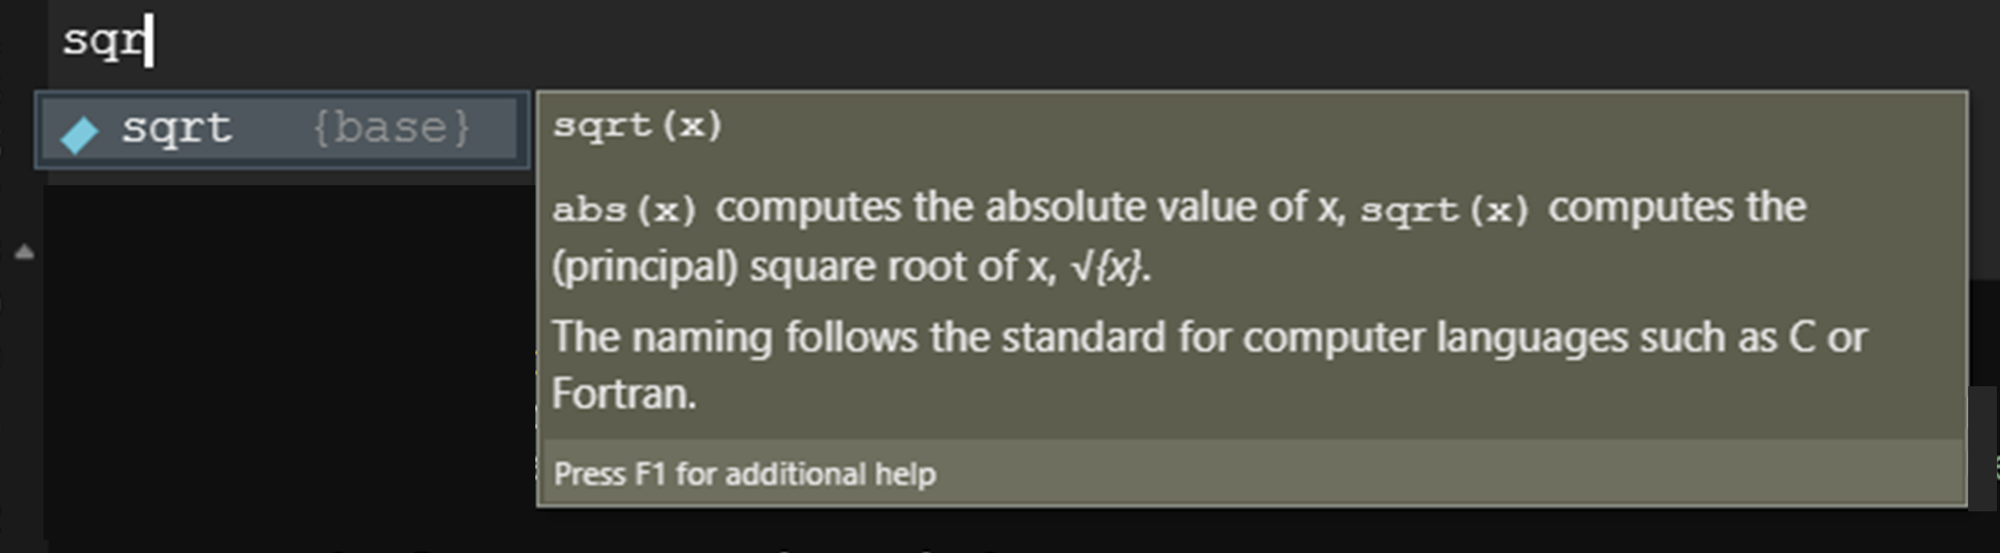 sqr
sqrt {base}
sqrt(x)
abs(x) computes the absolute value of x, sqrt(x) computes the
(principal) square root of x, √{x}.
The naming follows the standard for computer languages such as C or
Fortran.
Press F1 for additional help